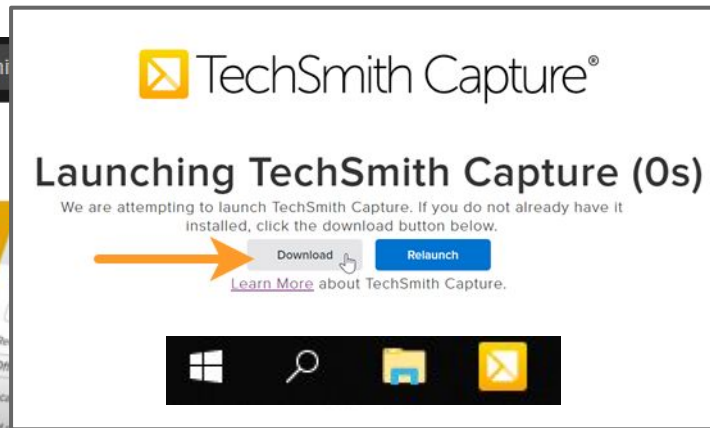 TechSmith Capture®
Launching TechSmith Capture (0s)
We are attempting to launch TechSmith Capture. If you do not already have it
installed, click the download button below.
Download
Relaunch
Learn More about TechSmith Capture.